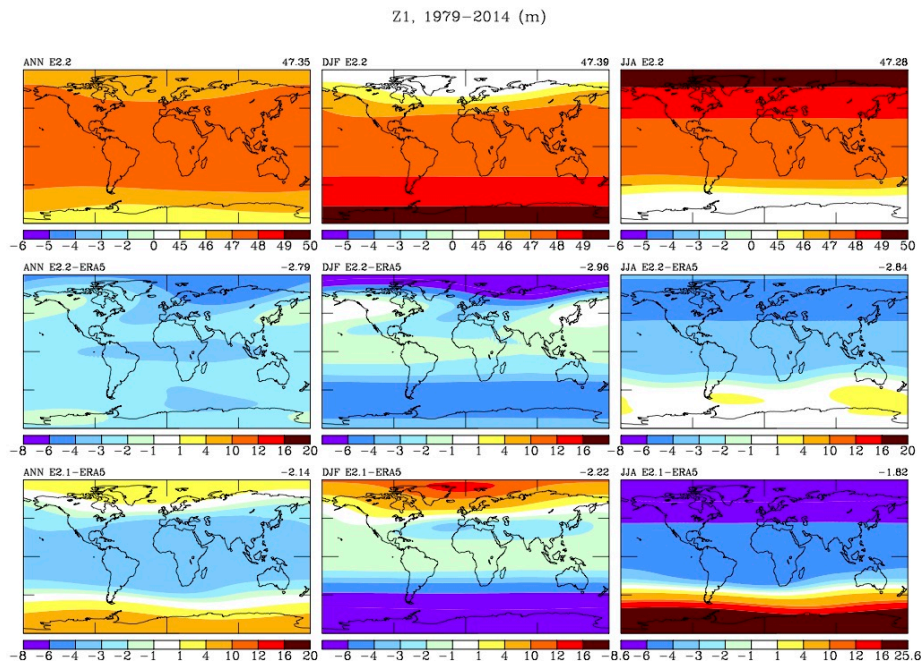 Z1, 1979−2014 (m)
ANN E2.2 47.35 DJF E2.2 47.39 JJA E2.2 47.28
−6 −5 −4 −3 −2 0 45 46 47 48 49 50 −5 −4 −3 −2 0 45 46 47 48 49 −6 −5 −4 −3 −2 0 45 46 47 48 49 50
ANN E2.2−ERA5 −2.79 DJF E2.2−ERA5 −2.96 JJA E2.2−ERA5 −2.84
−8 −6 −4 −3 −2 −1 1 4 10 12 16 20 −6 −4 −3 −2 −1 1 4 10 12 16 −8 −6 −4 −3 −2 −1 1 4 10 12 16 20
ANN E2.1−ERA5 −2.14 DJF E2.1−ERA5 −2.22 JJA E2.1−ERA5 −1.82
−8 −6 −4 −3 −2 −1 1 4 10 12 16 20 −6 −4 −3 −2 −1 1 4 10 12 16 −8.6 −6 −4 −3 −2 −1 1 4 10 12 16 25.6